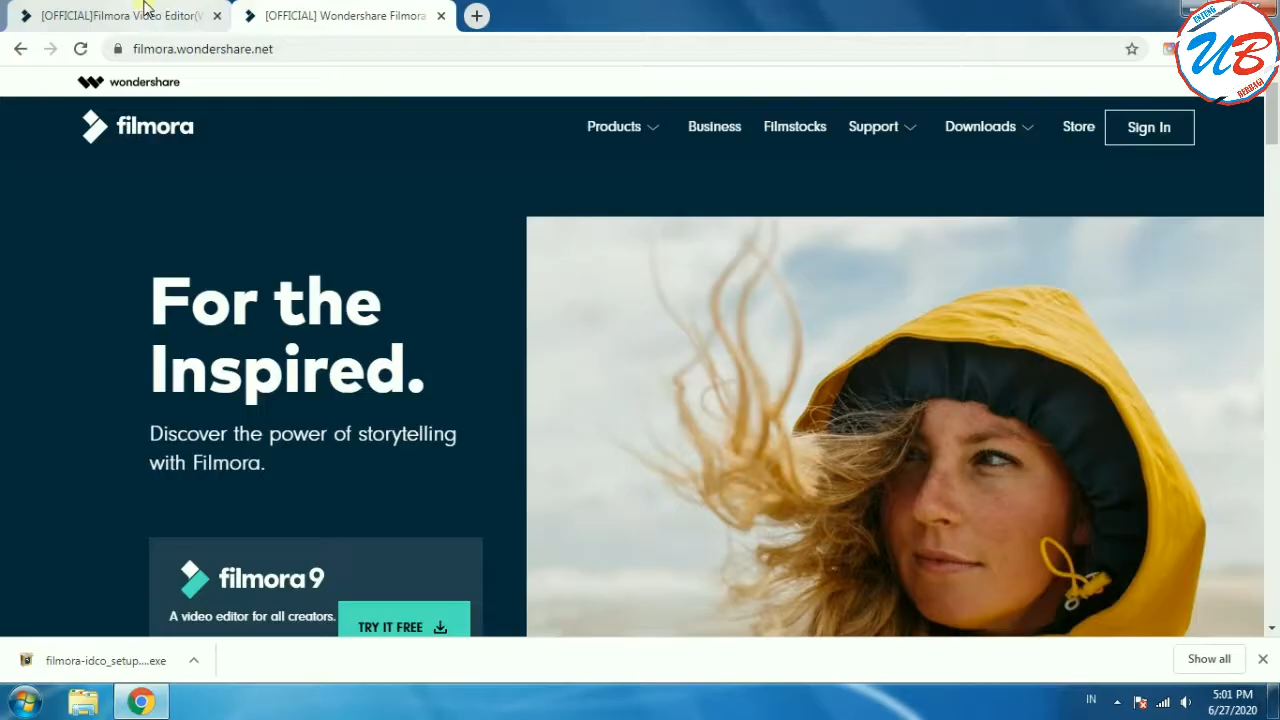 [OFFICIAL]Filmora Video Editor(V
[OFFICIAL] Wondershare Filmora
filmora.wondershare.net
ENTENG
UB
BERBAGI
wondershare
filmora
Products
Business
Filmstocks
Support
Downloads
Store
Sign In
For the
Inspired.
Discover the power of storytelling
with Filmora.
filmora9
A video editor for all creators.
TRY IT FREE
filmora-idco_setup....exe
Show all
IN
5:01 PM
6/27/2020